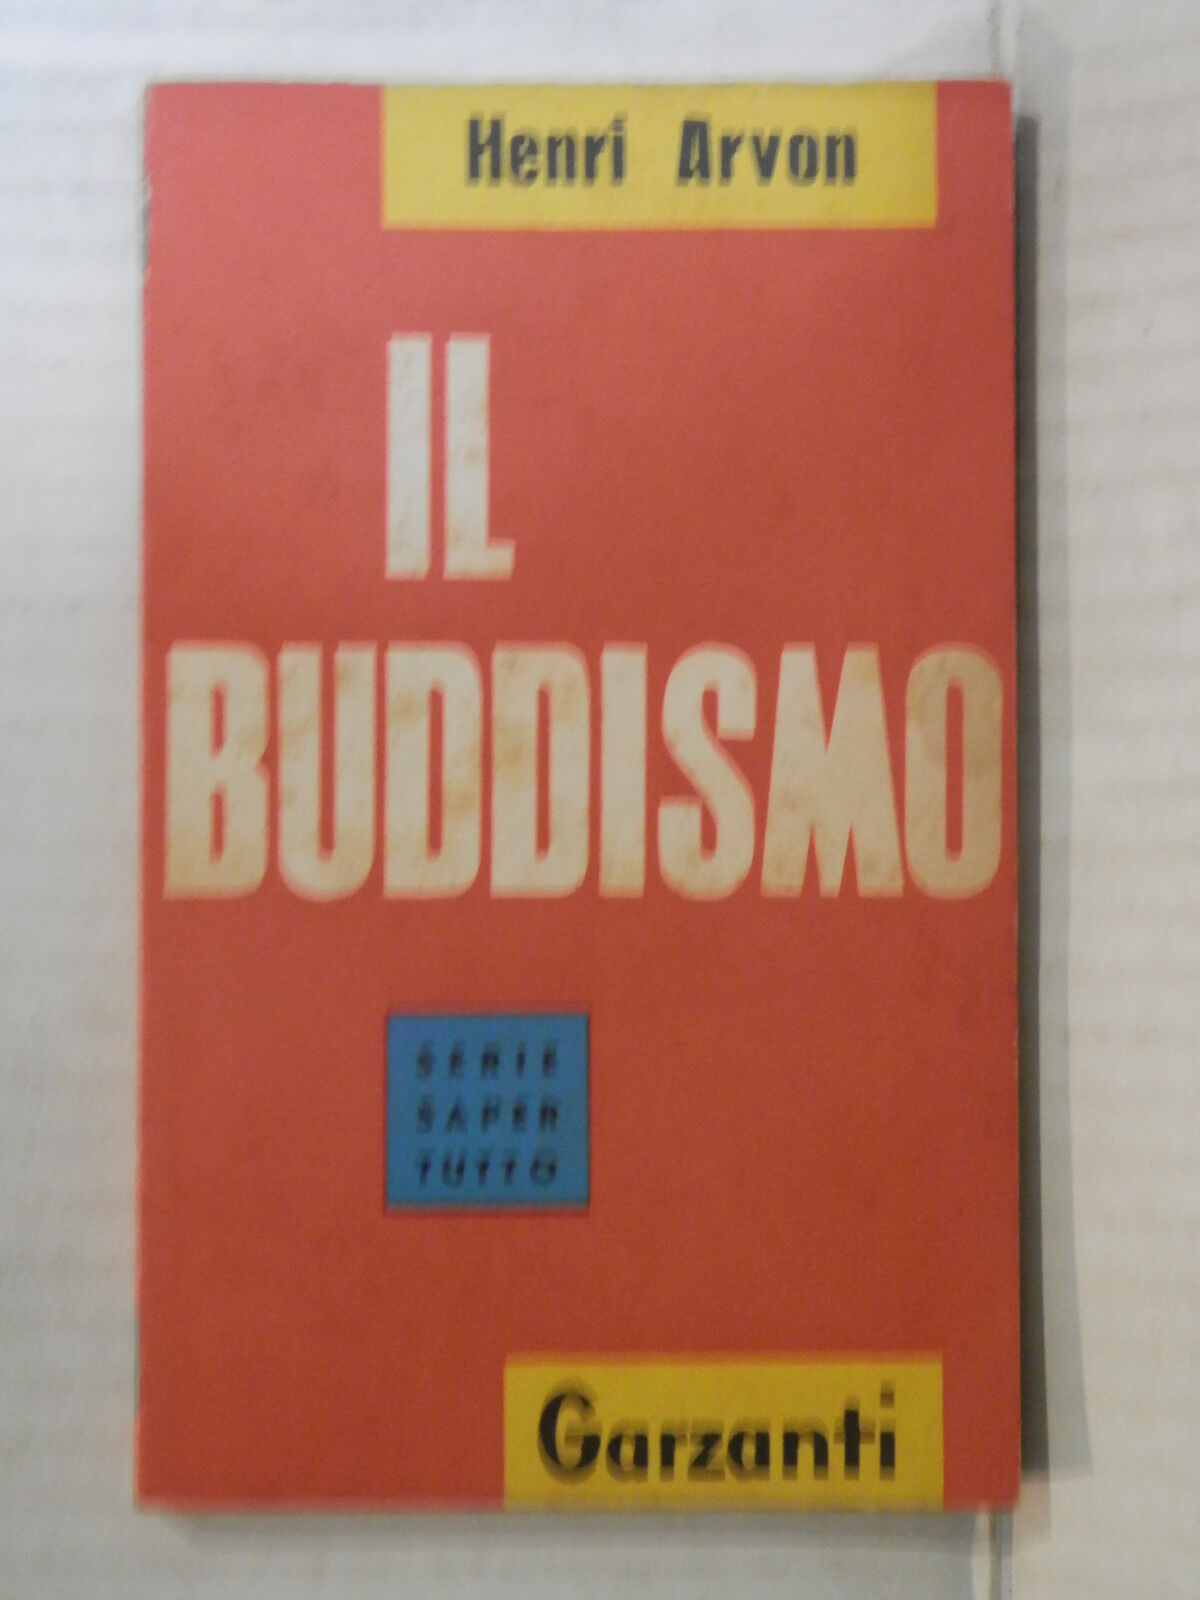 Henri Arvon
IL
BUDDISMO
SERIE
SAPER
TUTTO
Garzanti